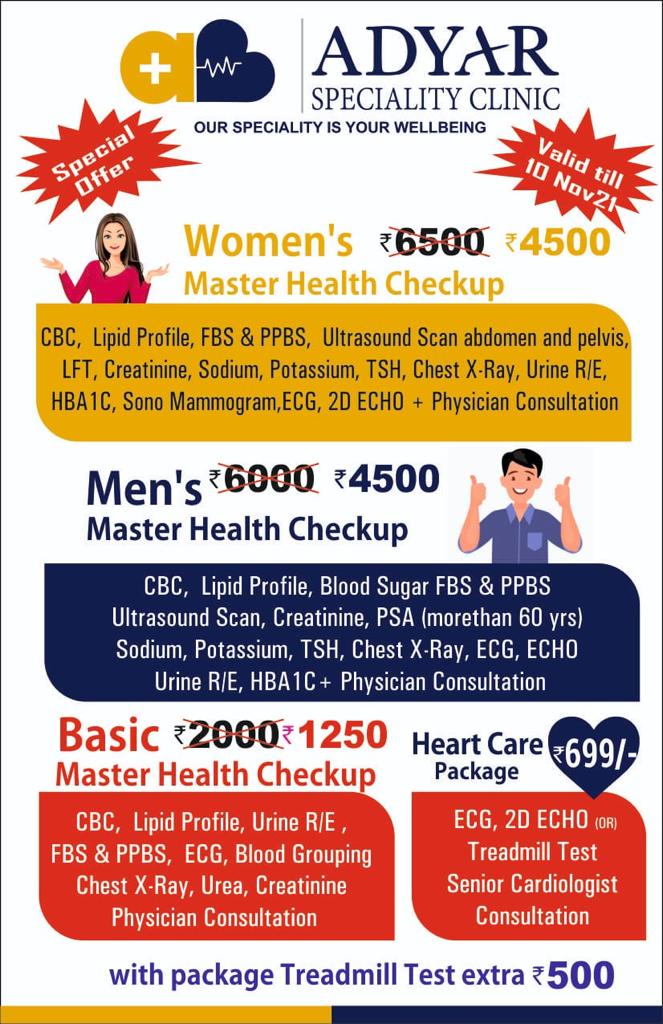 ADYAR
SPECIALITY CLINIC
OUR SPECIALITY IS YOUR WELLBEING
Special
Offer
Valid till
10 Nov21
Women's ₹6500 ₹4500
Master Health Checkup
CBC, Lipid Profile, FBS & PPBS, Ultrasound Scan abdomen and pelvis,
LFT, Creatinine, Sodium, Potassium, TSH, Chest X-Ray, Urine R/E,
HBA1C, Sono Mammogram,ECG, 2D ECHO + Physician Consultation
Men's ₹6000 ₹4500
Master Health Checkup
CBC, Lipid Profile, Blood Sugar FBS & PPBS
Ultrasound Scan, Creatinine, PSA (morethan 60 yrs)
Sodium, Potassium, TSH, Chest X-Ray, ECG, ECHO
Urine R/E, HBA1C+ Physician Consultation
Basic ₹2000 ₹1250
Master Health Checkup
CBC, Lipid Profile, Urine R/E ,
FBS & PPBS, ECG, Blood Grouping
Chest X-Ray, Urea, Creatinine
Physician Consultation
Heart Care
Package
₹699/-
ECG, 2D ECHO (OR)
Treadmill Test
Senior Cardiologist
Consultation
with package Treadmill Test extra ₹500